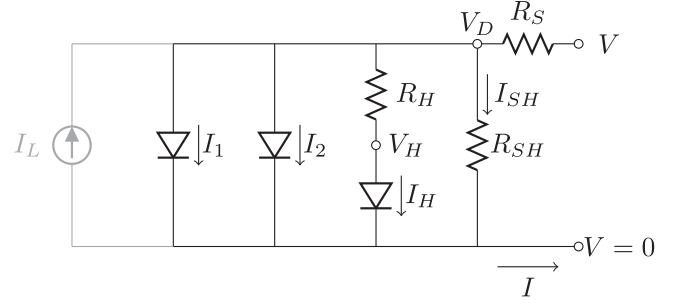 R_S
V_D
V
R_H
I_SH
I_L
I_1
I_2
V_H
R_SH
I_H
V = 0
I